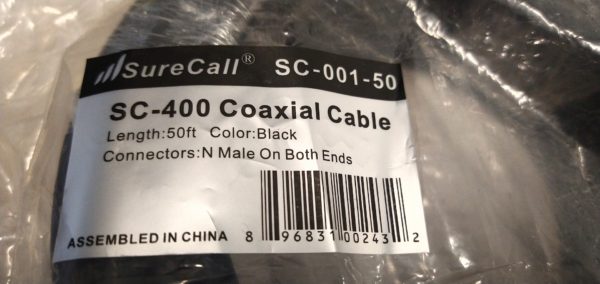 SureCall® SC-001-50
SC-400 Coaxial Cable
Length:50ft Color:Black
Connectors:N Male On Both Ends
ASSEMBLED IN CHINA 8 96831 00243 2